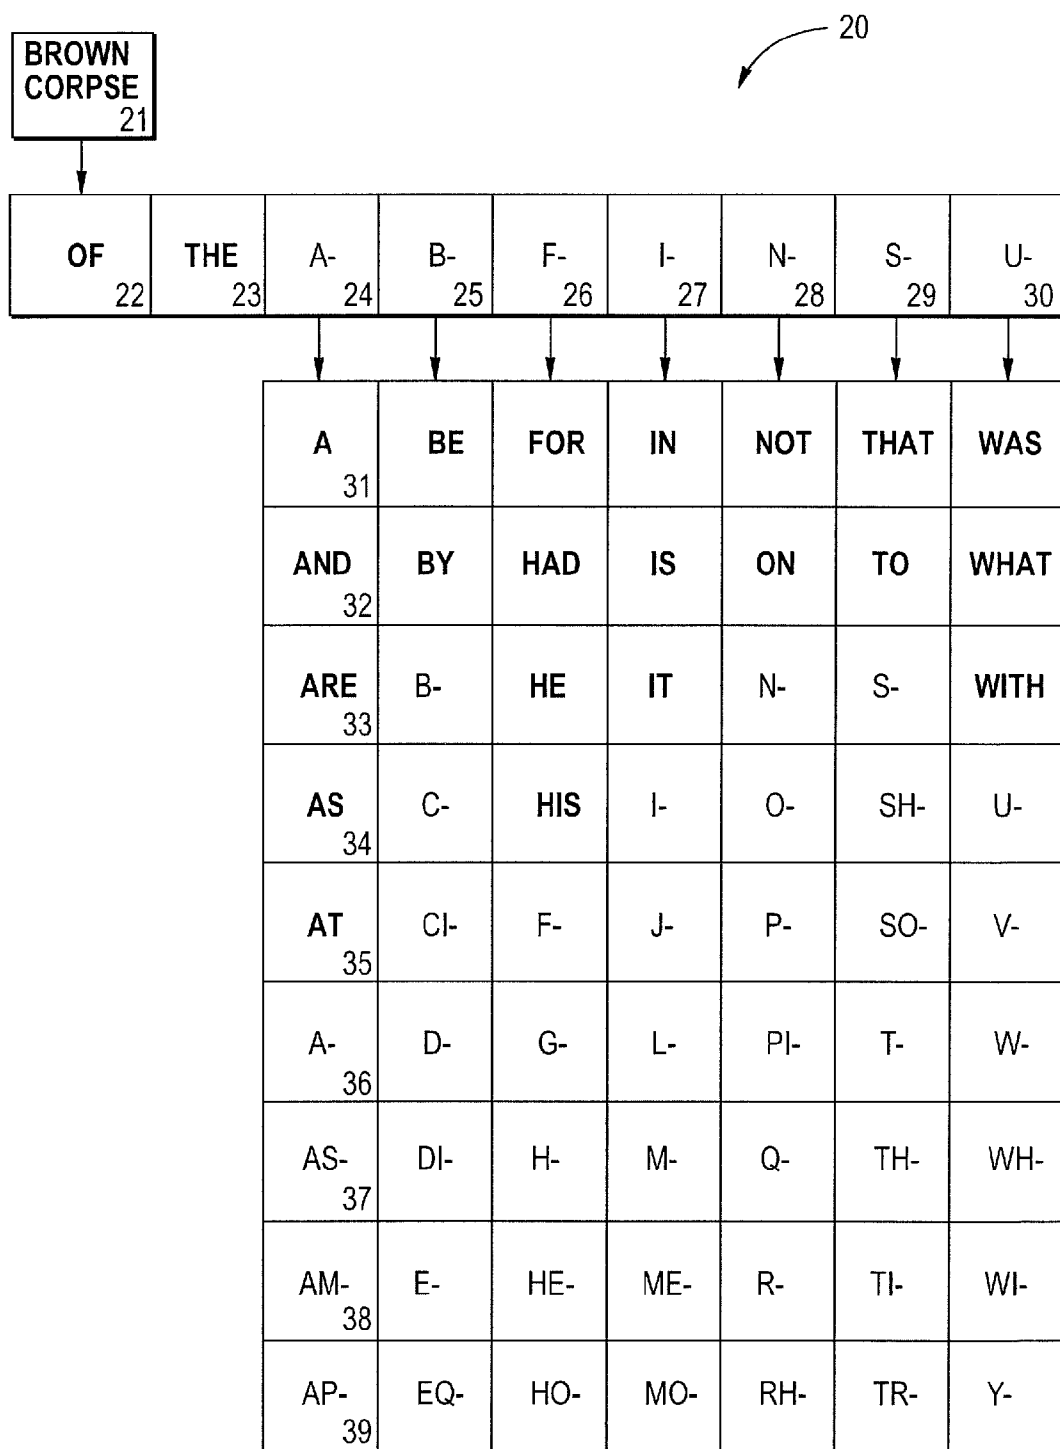 20
BROWN
CORPSE
21
OF THE A- B- F- I- N- S- U-
22 23 24 25 26 27 28 29 30
A BE FOR IN NOT THAT WAS
31
AND BY HAD IS ON TO WHAT
32
ARE B- HE IT N- S- WITH
33
AS C- HIS I- O- SH- U-
34
AT CI- F- J- P- SO- V-
35
A- D- G- L- PI- T- W-
36
AS- DI- H- M- Q- TH- WH-
37
AM- E- HE- ME- R- TI- WI-
38
AP- EQ- HO- MO- RH- TR- Y-
39